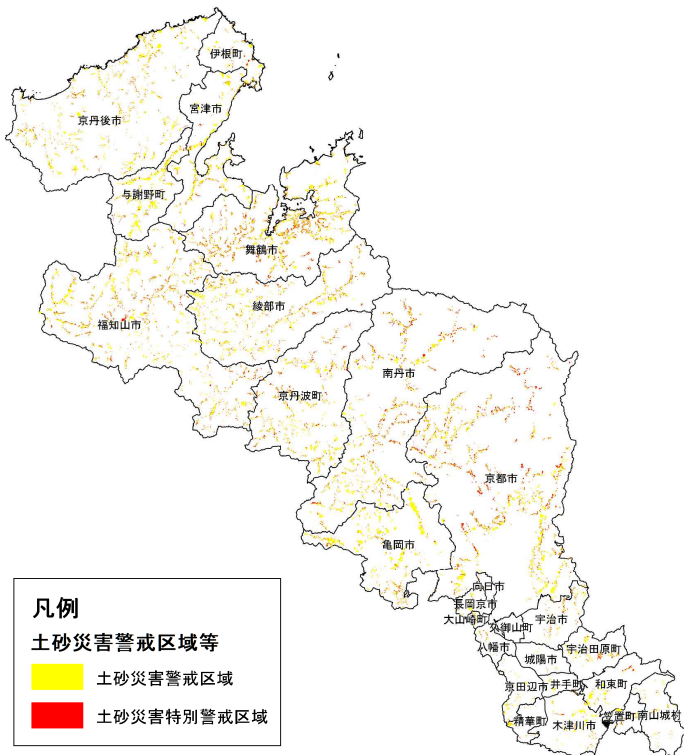 伊根町
宮津市
京丹後市
与謝野町
舞鶴市
綾部市
福知山市
南丹市
京丹波町
京都市
亀岡市
向日市
長岡京市
大山崎町
久御山町
宇治市
八幡市
宇治田原町
城陽市
京田辺市
井手町
和束町
精華町
木津川市
笠置町
南山城村
凡例
土砂災害警戒区域等
土砂災害警戒区域
土砂災害特別警戒区域